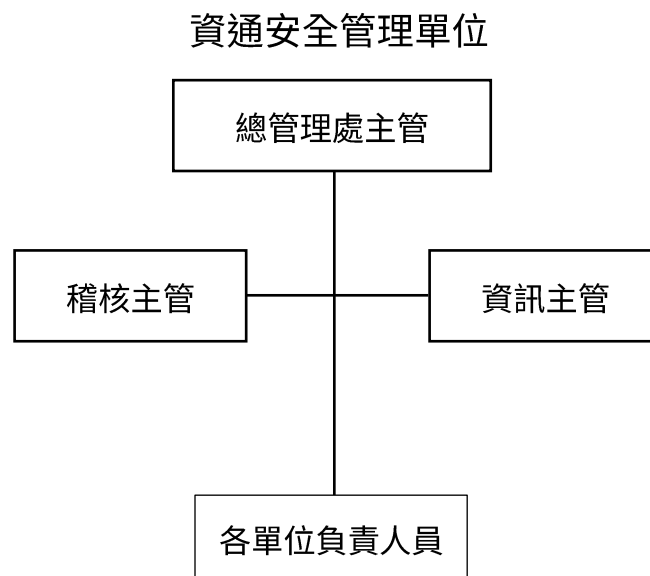 資通安全管理單位
總管理處主管
稽核主管
資訊主管
各單位負責人員